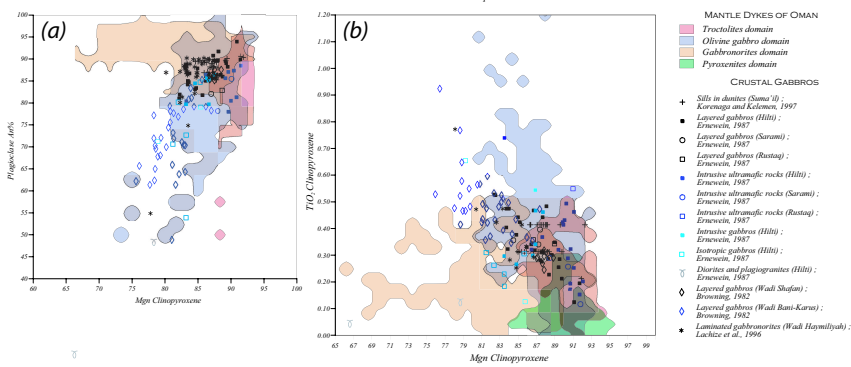 (a)
Plagioclase An%
100
95
90
85
80
75
70
65
60
55
50
45
40
60
65
70
75
80
85
90
95
100
Mgn Clinopyroxene
(b)
TiO2 Clinopyroxene
1.20
1.10
1.00
0.90
0.80
0.70
0.60
0.50
0.40
0.30
0.20
0.10
0.00
65
67
69
71
73
75
77
79
81
83
85
87
89
91
93
95
97
99
Mgn Clinopyroxene
Mantle Dykes of Oman
Troctolites domain
Olivine gabbro domain
Gabbronorites domain
Pyroxenites domain
Crustal Gabbros
Sills in dunites (Suma'il) ;
Korenaga and Kelemen, 1997
Layered gabbros (Hilti) ;
Ernewein, 1987
Layered gabbros (Sarami) ;
Ernewein, 1987
Layered gabbros (Rustaq) ;
Ernewein, 1987
Intrusive ultramafic rocks (Hilti) ;
Ernewein, 1987
Intrusive ultramafic rocks (Sarami) ;
Ernewein, 1987
Intrusive ultramafic rocks (Rustaq) ;
Ernewein, 1987
Intrusive gabbros (Hilti) ;
Ernewein, 1987
Isotropic gabbros (Hilti) ;
Ernewein, 1987
Diorites and plagiogranites (Hilti) ;
Ernewein, 1987
Layered gabbros (Wadi Shafan) ;
Browning, 1982
Layered gabbros (Wadi Bani-Karus) ;
Browning, 1982
Laminated gabbronorites (Wadi Haymiliyah) ;
Lachize et al., 1996